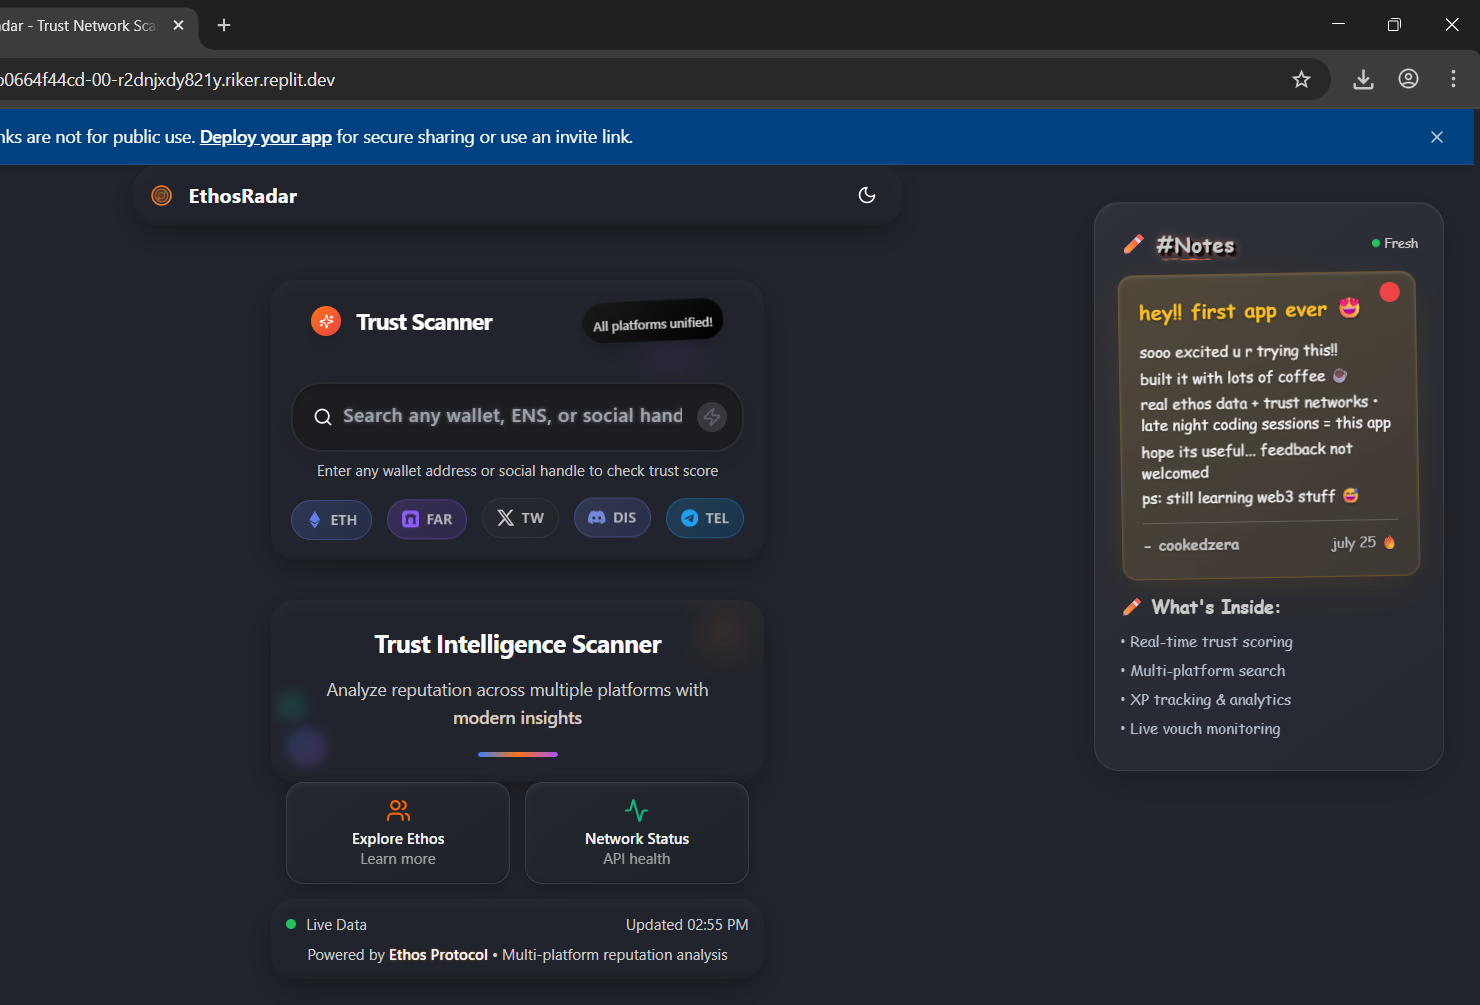 Trust Network Sca
b0664f44cd-00-r2dnjxdy821y.riker.replit.dev
are not for public use. Deploy your app for secure sharing or use an invite link.
EthosRadar
Trust Scanner
All platforms unified!
Search any wallet, ENS, or social hand
Enter any wallet address or social handle to check trust score
ETH
FAR
TW
DIS
TEL
Trust Intelligence Scanner
Analyze reputation across multiple platforms with
modern insights
Explore Ethos
Learn more
Network Status
API health
Live Data
Updated 02:55 PM
Powered by Ethos Protocol • Multi-platform reputation analysis
#Notes
Fresh
hey!! first app ever 🤩
sooo excited u r trying this!!
built it with lots of coffee ☕
real ethos data + trust networks •
late night coding sessions = this app
hope its useful... feedback not
welcomed
ps: still learning web3 stuff 😅
- cookedzera
july 25 🔥
What's Inside:
• Real-time trust scoring
• Multi-platform search
• XP tracking & analytics
• Live vouch monitoring